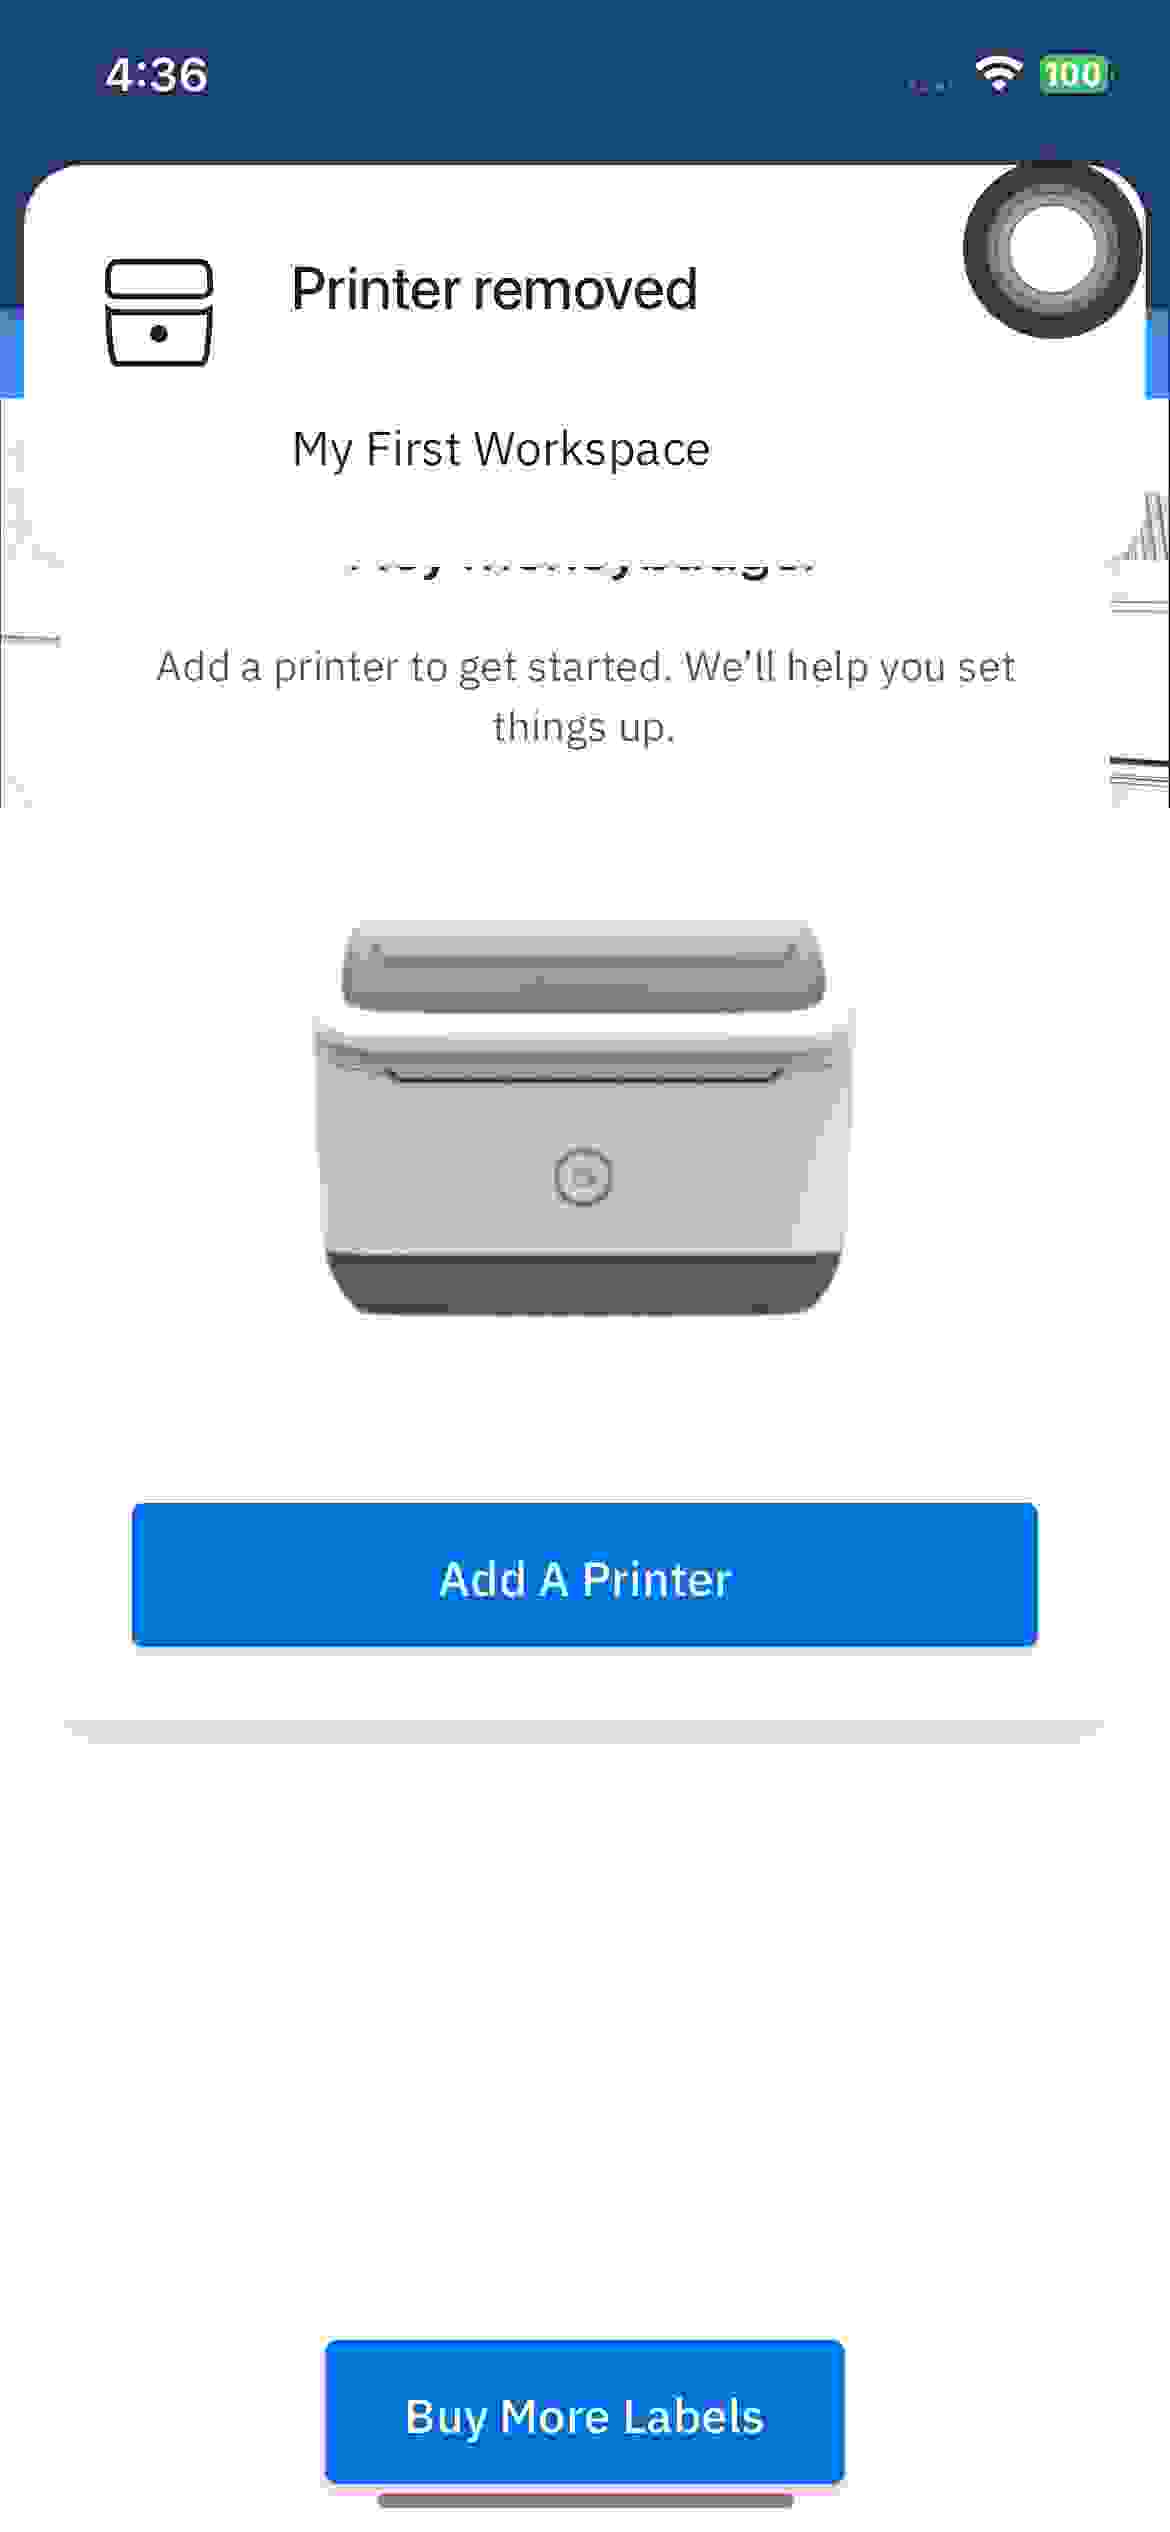 4:36
100
Printer removed
My First Workspace
Add a printer to get started. We'll help you set
things up.
Add A Printer
Buy More Labels